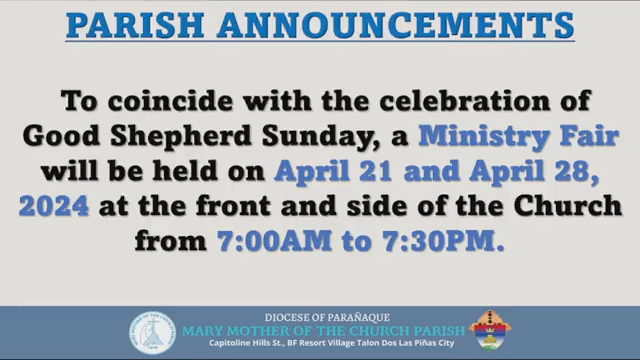 PARISH ANNOUNCEMENTS
To coincide with the celebration of
Good Shepherd Sunday, a Ministry Fair
will be held on April 21 and April 28,
2024 at the front and side of the Church
from 7:00AM to 7:30PM.
DIOCESE OF PARAÑAQUE
MARY MOTHER OF THE CHURCH PARISH
Capitoline Hills St., BF Resort Village Talon Dos Las Piñas City